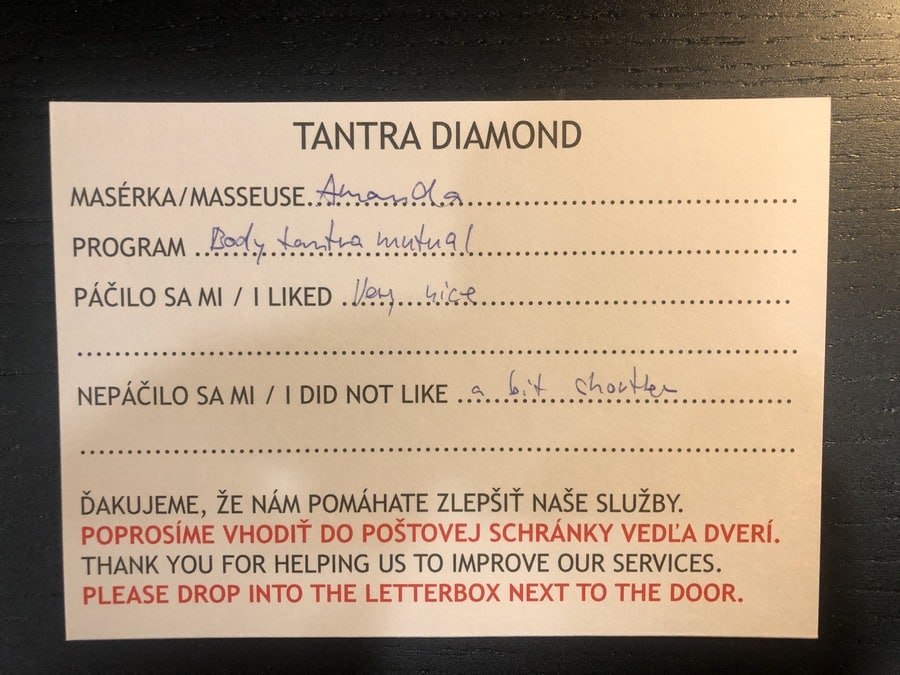 TANTRA DIAMOND
MASÉRKA/MASSEUSE Amanda
PROGRAM Body tantra mutual
PÁČILO SA MI / I LIKED Very nice
NEPÁČILO SA MI / I DID NOT LIKE a bit
ĎAKUJEME, ŽE NÁM POMÁHATE ZLEPŠIŤ NAŠE SLUŽBY.
POPROSÍME VHODIŤ DO POŠTOVEJ SCHRÁNKY VEDĽA DVERÍ.
THANK YOU FOR HELPING US TO IMPROVE OUR SERVICES.
PLEASE DROP INTO THE LETTERBOX NEXT TO THE DOOR.